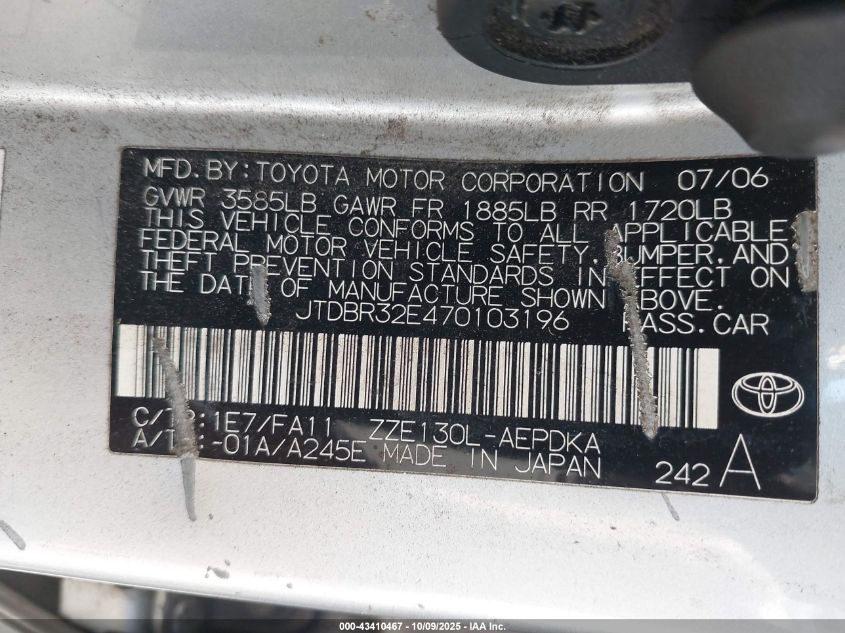 MFD.BY:TOYOTA MOTOR CORPORATION 07/06
GVWR 3585LB GAWR FR 1885LB RR 1720LB
THIS VEHICLE CONFORMS TO ALL APPLICABLE
FEDERAL MOTOR VEHICLE SAFETY, BUMPER, AND
THEFT PREVENTION STANDARDS IN EFFECT ON
THE DATE OF MANUFACTURE SHOWN ABOVE.
JTDBR32E470103196 PASS.CAR
C/TR:1E7/FA11 ZZE130L-AEPDKA
A/TM:-01A/A245E MADE IN JAPAN
242 A
000-43410467 - 10/09/2025 - IAA Inc.